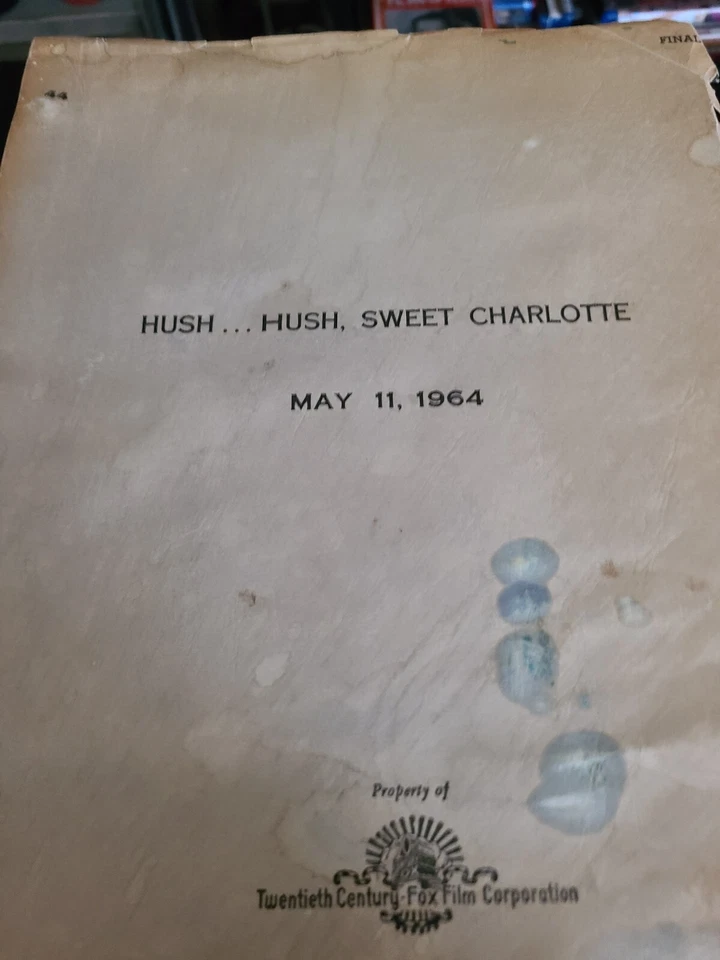 FINAL
44
HUSH... HUSH, SWEET CHARLOTTE
MAY 11, 1964
Property of
Twentieth Century-Fox Film Corporation